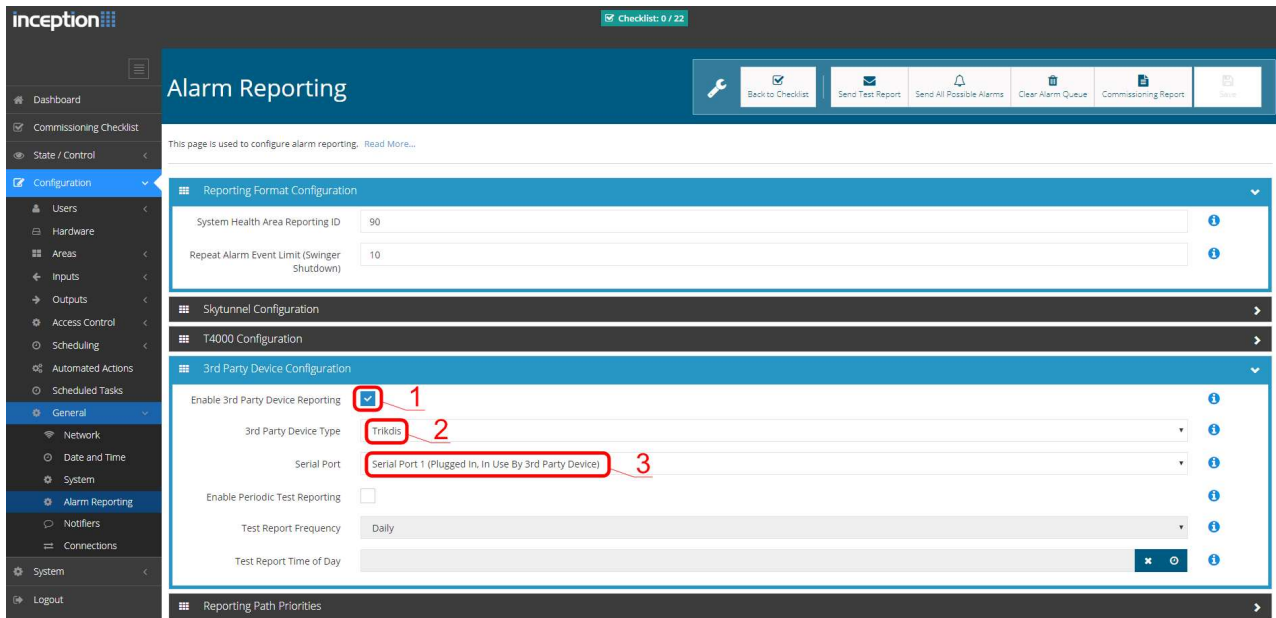 inception
Checklist: 0 / 22
Dashboard
Commissioning Checklist
State / Control
Configuration
Users
Hardware
Areas
Inputs
Outputs
Access Control
Scheduling
Automated Actions
Scheduled Tasks
General
Network
Date and Time
System
Alarm Reporting
Notifiers
Connections
System
Logout
Alarm Reporting
Back to Checklist
Send Test Report
Send All Possible Alarms
Clear Alarm Queue
Commissioning Report
Save
This page is used to configure alarm reporting. Read More...
Reporting Format Configuration
System Health Area Reporting ID 90
Repeat Alarm Event Limit (Swinger 10
Shutdown)
Skytunnel Configuration
T4000 Configuration
3rd Party Device Configuration
Enable 3rd Party Device Reporting 1
3rd Party Device Type Trikdis 2
Serial Port Serial Port 1 (Plugged In, In Use By 3rd Party Device) 3
Enable Periodic Test Reporting
Test Report Frequency Daily
Test Report Time of Day
Reporting Path Priorities